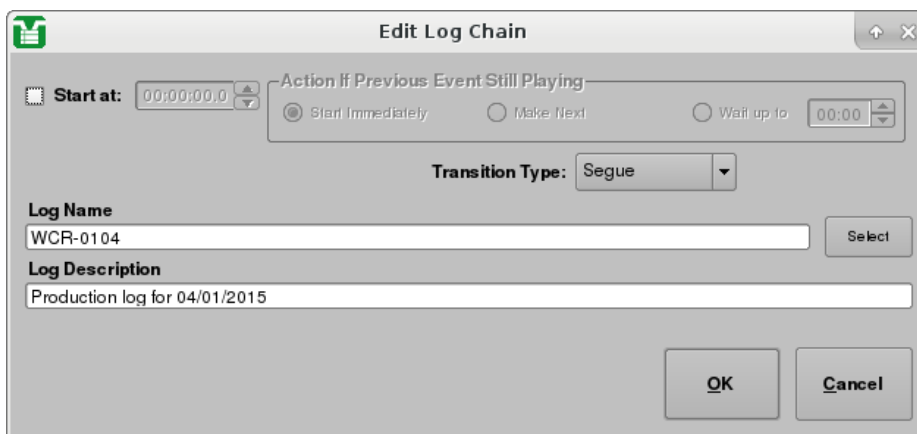 Edit Log Chain
Start at: 00:00:00.0
Action If Previous Event Still Playing
Start Immediately Make Next Wait up to 00:00
Transition Type: Segue
Log Name
WCR-0104 Select
Log Description
Production log for 04/01/2015
OK Cancel